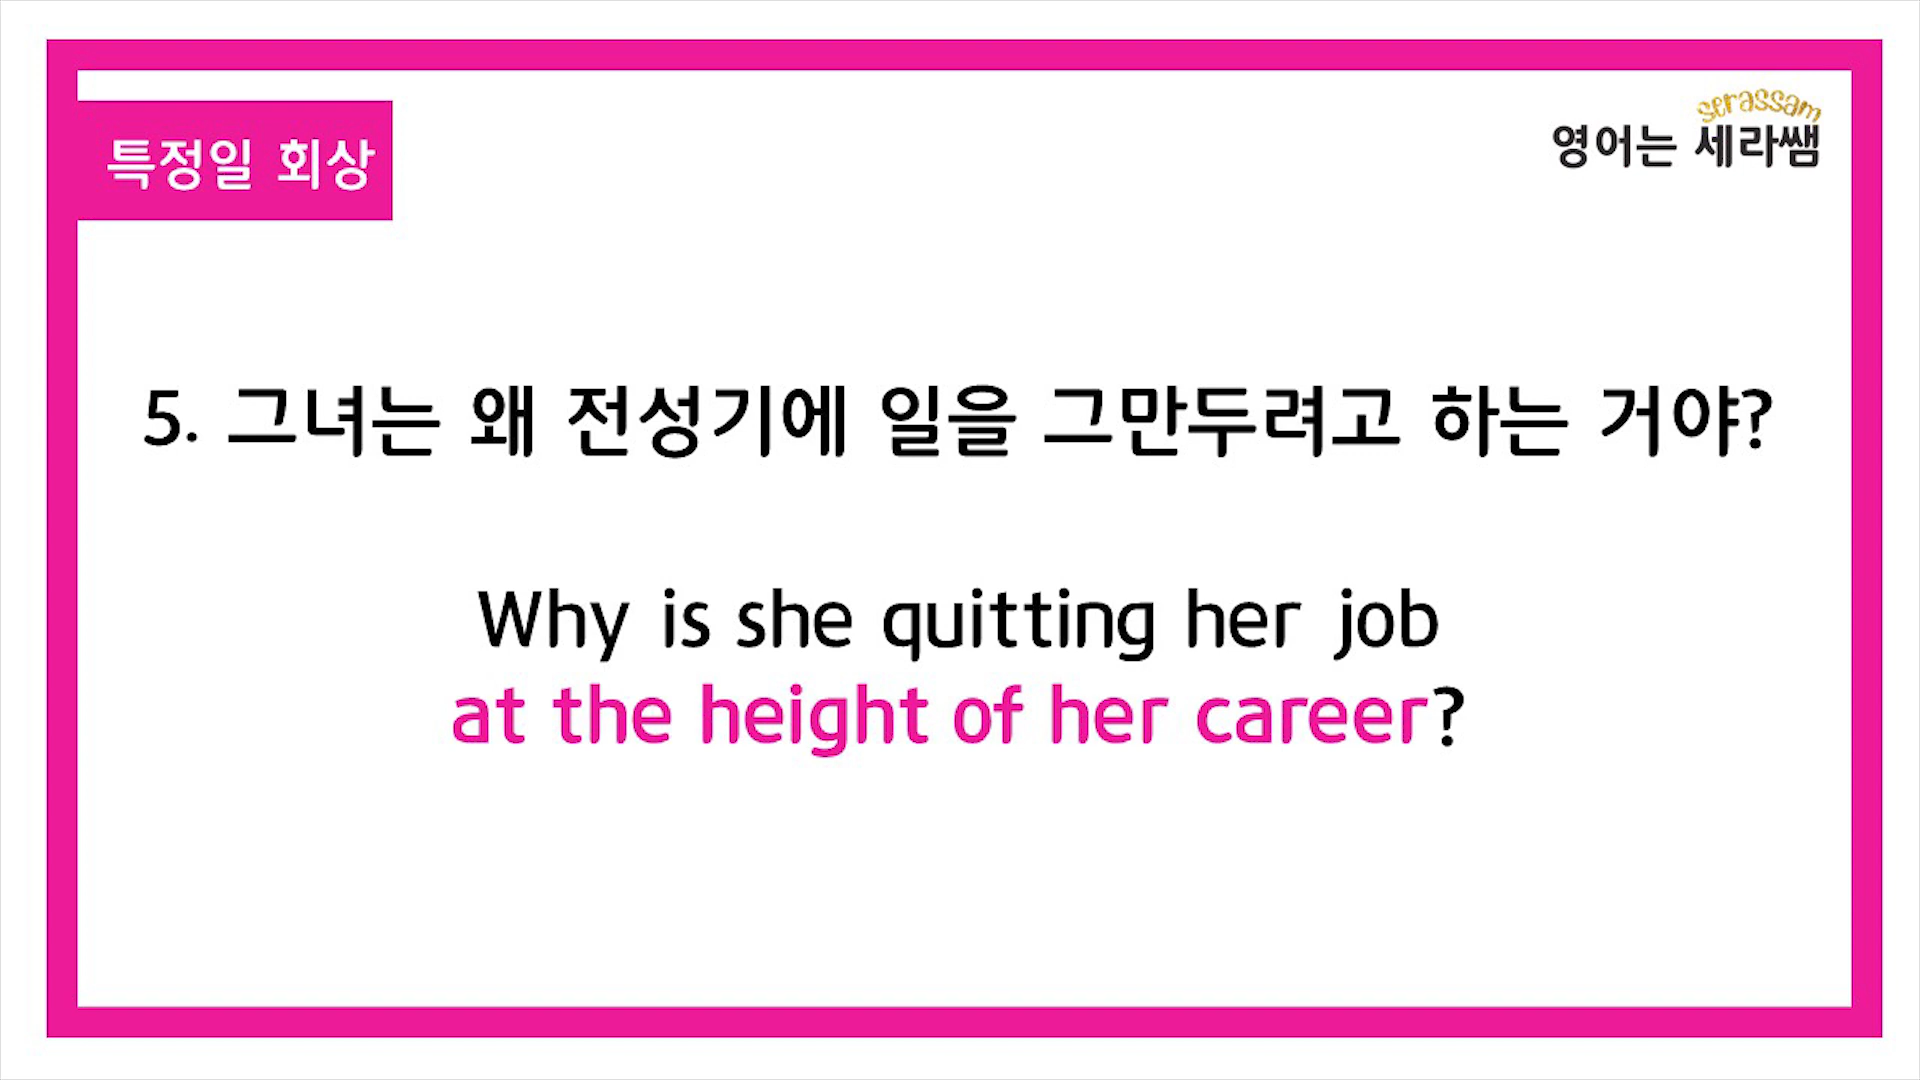 특정일 회상
serassam
영어는 세라쌤
5. 그녀는 왜 전성기에 일을 그만두려고 하는 거야?
Why is she quitting her job
at the height of her career?